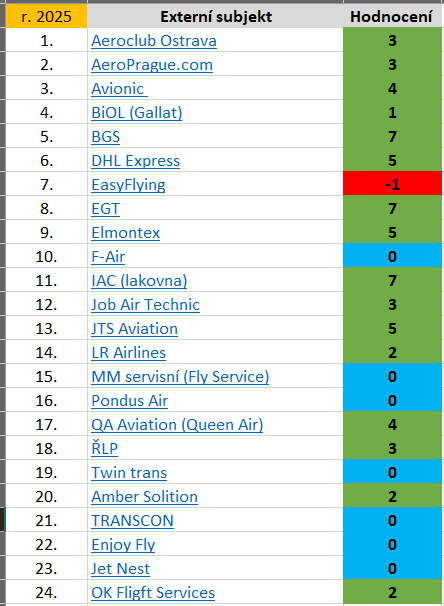 r. 2025 Externí subjekt Hodnocení
1. Aeroclub Ostrava 3
2. AeroPrague.com 3
3. Avionic 4
4. BiOL (Gallat) 1
5. BGS 7
6. DHL Express 5
7. EasyFlying -1
8. EGT 7
9. Elmontex 5
10. F-Air 0
11. IAC (lakovna) 7
12. Job Air Technic 3
13. JTS Aviation 5
14. LR Airlines 2
15. MM servisní (Fly Service) 0
16. Pondus Air 0
17. QA Aviation (Queen Air) 4
18. ŘLP 3
19. Twin trans 0
20. Amber Solition 2
21. TRANSCON 0
22. Enjoy Fly 0
23. Jet Nest 0
24. OK Fligft Services 2